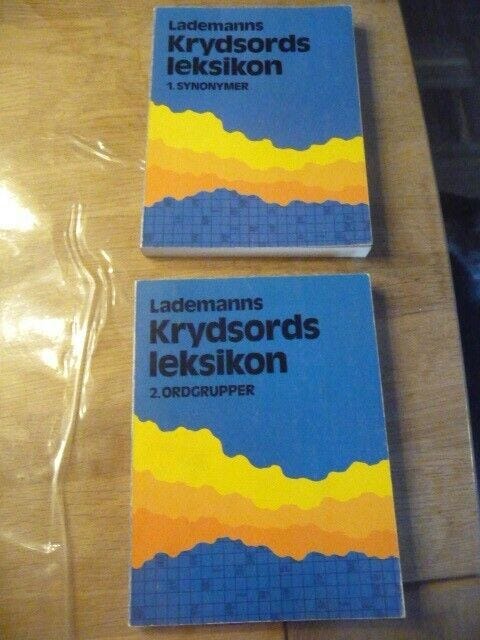 Lademanns
Krydsords
leksikon
1. SYNONYMER
Lademanns
Krydsords
leksikon
2. ORDGRUPPER